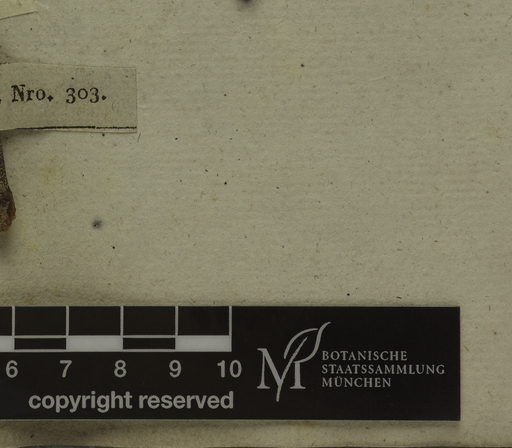 Nro. 303.
6 7 8 9 10
copyright reserved
BOTANISCHE
STAATSSAMMLUNG
MÜNCHEN